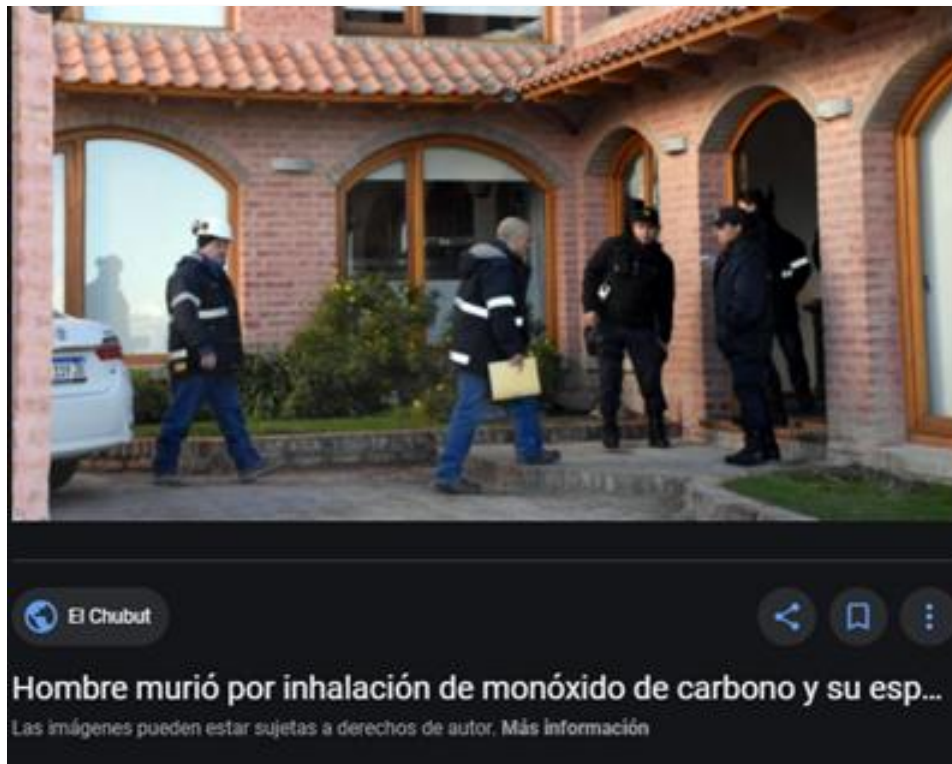 El Chubut
Hombre murió por inhalación de monóxido de carbono y su esp...
Las imágenes pueden estar sujetas a derechos de autor. Más información